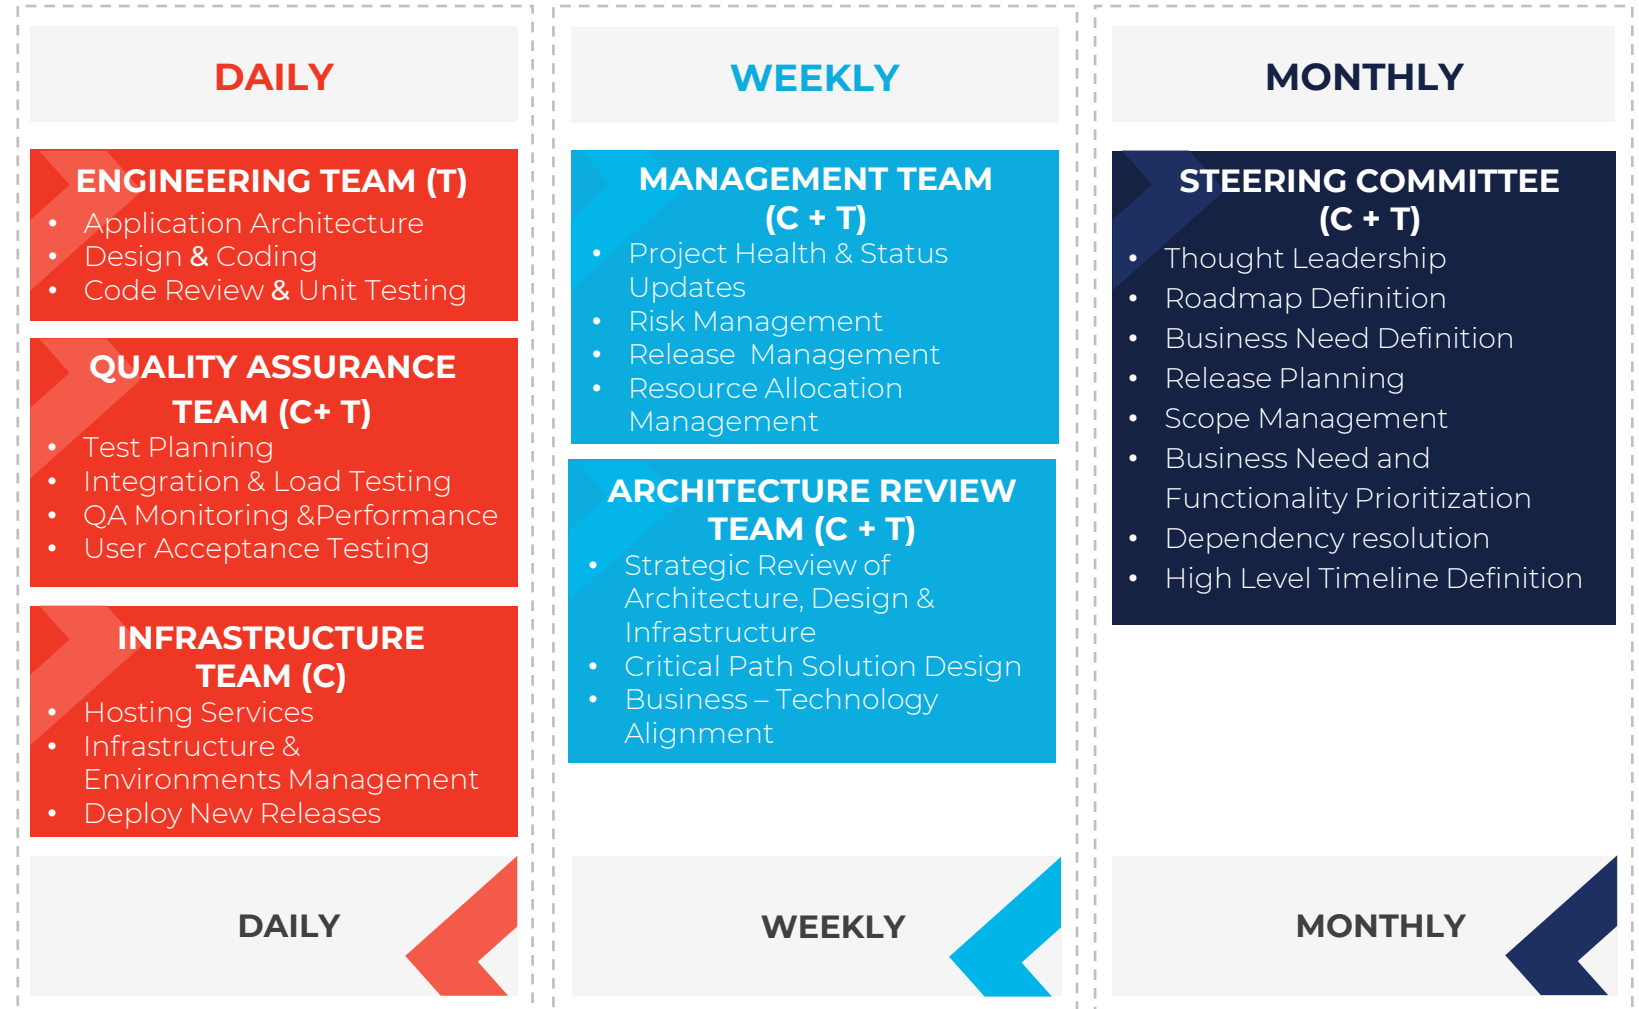 DAILY
ENGINEERING TEAM (T)
• Application Architecture
• Design & Coding
• Code Review & Unit Testing
QUALITY ASSURANCE
TEAM (C+ T)
• Test Planning
• Integration & Load Testing
• QA Monitoring &Performance
• User Acceptance Testing
INFRASTRUCTURE
TEAM (C)
• Hosting Services
• Infrastructure &
Environments Management
• Deploy New Releases
DAILY
WEEKLY
MANAGEMENT TEAM
(C + T)
• Project Health & Status
Updates
• Risk Management
• Release  Management
• Resource Allocation
Management
ARCHITECTURE REVIEW
TEAM (C + T)
• Strategic Review of
Architecture, Design &
Infrastructure
• Critical Path Solution Design
• Business – Technology
Alignment
WEEKLY
MONTHLY
STEERING COMMITTEE
(C + T)
• Thought Leadership
• Roadmap Definition
• Business Need Definition
• Release Planning
• Scope Management
• Business Need and
Functionality Prioritization
• Dependency resolution
• High Level Timeline Definition
MONTHLY